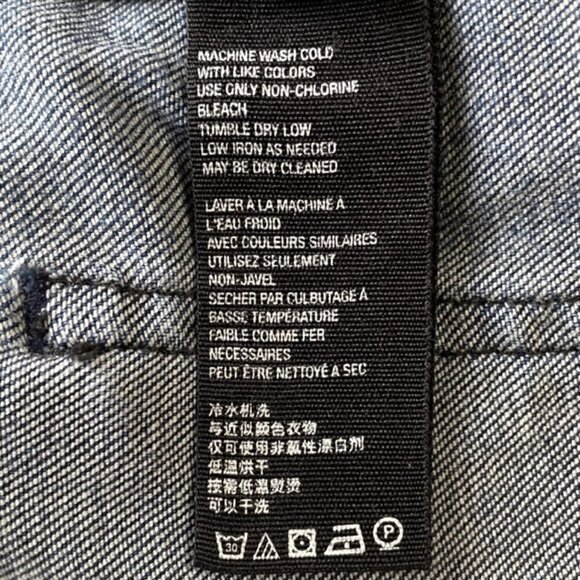 MACHINE WASH COLD
WITH LIKE COLORS
USE ONLY NON-CHLORINE
BLEACH
TUMBLE DRY LOW
LOW IRON AS NEEDED
MAY BE DRY CLEANED
LAVER A LA MACHINE À
L'EAU FROID
AVEC COULEURS SIMILAIRES
UTILISEZ SEULEMENT
NON-JAVEL
SECHER PAR CULBUTAGE À
BASSE TEMPÉRATURE
FAIBLE COMME FER
NECESSAIRES
PEUT ÊTRE NETTOYÉ A SEC
冷水机洗
与近似颜色衣物
仅可使用非氯性漂白剂
低温烘干
按需低温熨烫
可以干洗
30 P